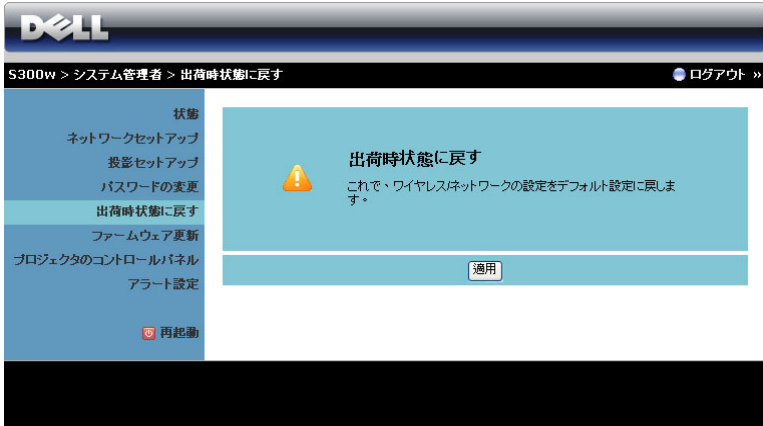 DELL
S300w > システム管理者 > 出荷時状態に戻す
ログアウト »
状態
ネットワークセットアップ
投影セットアップ
パスワードの変更
出荷時状態に戻す
ファームウェア更新
プロジェクタのコントロールパネル
アラート設定
再起動
出荷時状態に戻す
これで、ワイヤレス/ネットワークの設定をデフォルト設定に戻しま
す。
適用